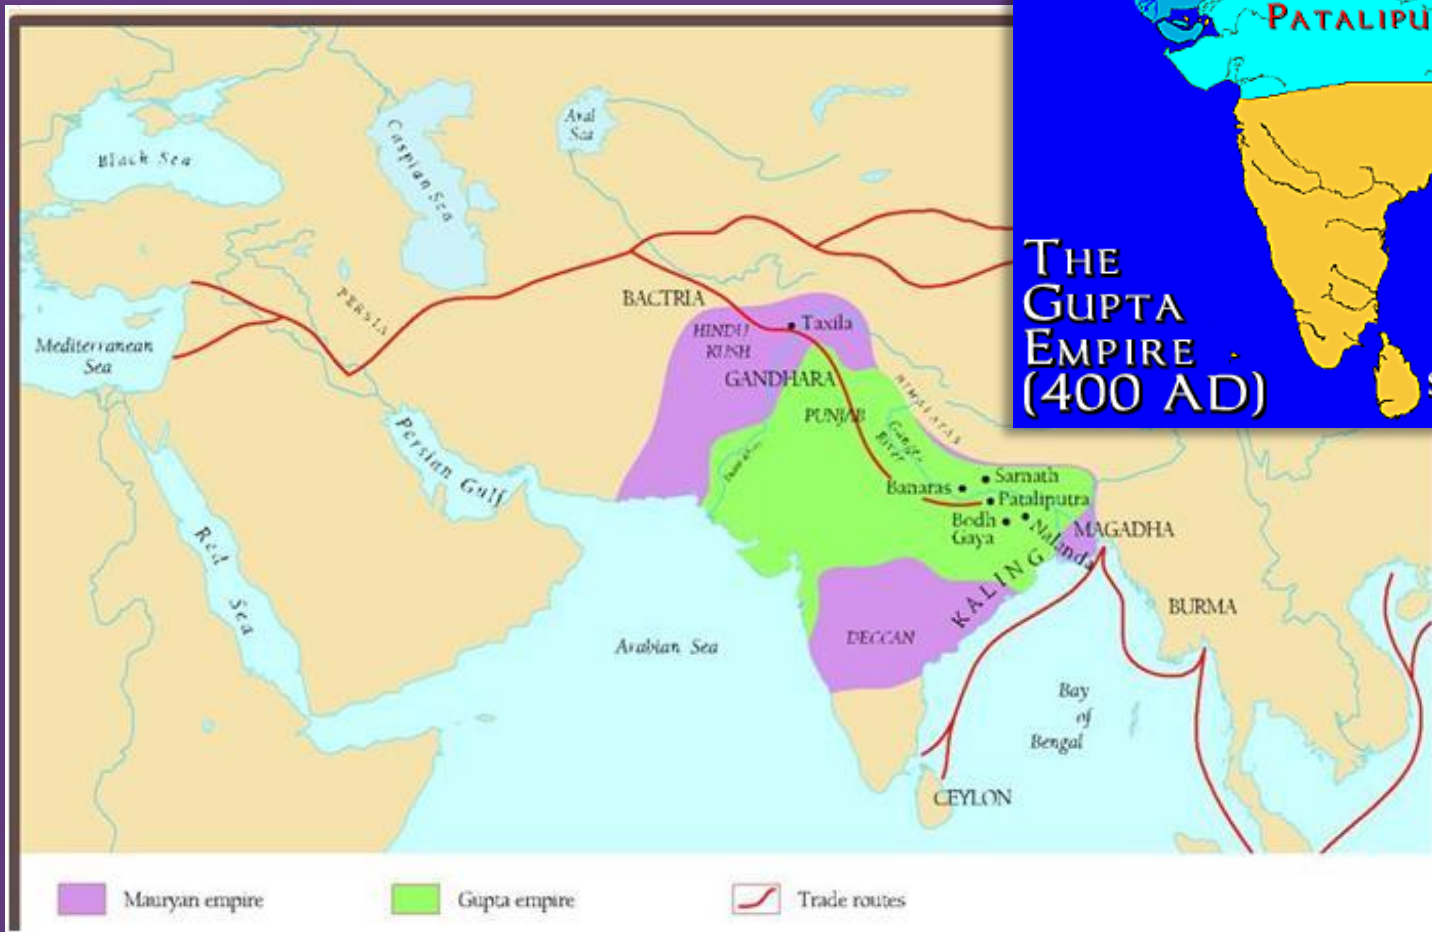 PATALIPU
THE
GUPTA
EMPIRE
(400 AD)
S
Black Sea
Caspian Sea
Aral
Sea
PERSIA
Mediterranean
Sea
BACTRIA
HINDU
KUSH
Taxila
GANDHARA
PUNJAB
HIMALAYAS
Ganges
River
Persian Gulf
Red Sea
Banaras
Sarnath
Pataliputra
Bodh
Gaya
Nalanda
MAGADHA
KALING
BURMA
DECCAN
Arabian Sea
Bay
of
Bengal
CEYLON
Mauryan empire
Gupta empire
Trade routes